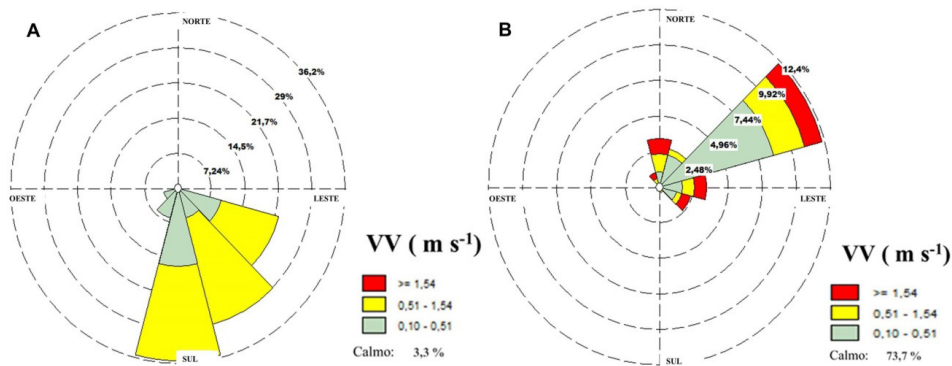 A
NORTE
36,2%
29%
21,7%
14,5%
7,24%
OESTE
LESTE
SUL
VV ( m s-1)
>= 1,54
0,51 - 1,54
0,10 - 0,51
Calmo: 3,3 %
B
NORTE
12,4%
9,92%
7,44%
4,96%
2,48%
OESTE
LESTE
SUL
VV ( m s-1)
>= 1,54
0,51 - 1,54
0,10 - 0,51
Calmo: 73,7 %